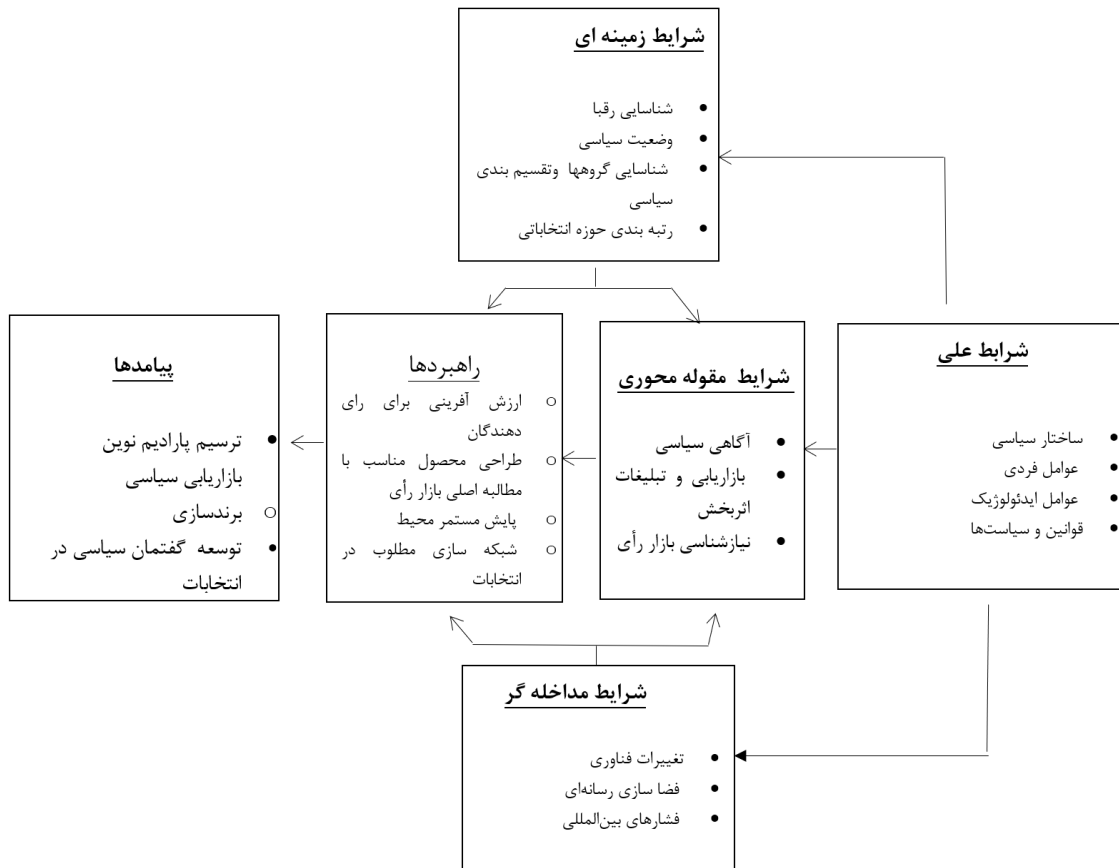 شرایط زمینه ای
شناسایی رقبا
وضعیت سیاسی
شناسایی گروهها وتقسیم بندی
سیاسی
رتبه بندی حوزه انتخاباتی
شرابط علی
ساختار سیاسی
عوامل فردی
عوامل ایدئولوژیک
قوانین و سیاست‌ها
شرایط مقوله محوری
آگاهی سیاسی
بازاریابی و تبلیغات
اثربخش
نیازشناسی بازار رأی
راهبردها
ارزش آفرینی برای رای
دهندگان
طراحی محصول مناسب با
مطالبه اصلی بازار رأی
پایش مستمر محیط
شبکه سازی مطلوب در
انتخابات
پیامدها
ترسیم پارادیم نوین
بازاریابی سیاسی
برندسازی
توسعه گفتمان سیاسی در
انتخابات
شرایط مداخله گر
تغییرات فناوری
فضا سازی رسانه‌ای
فشارهای بین‌المللی